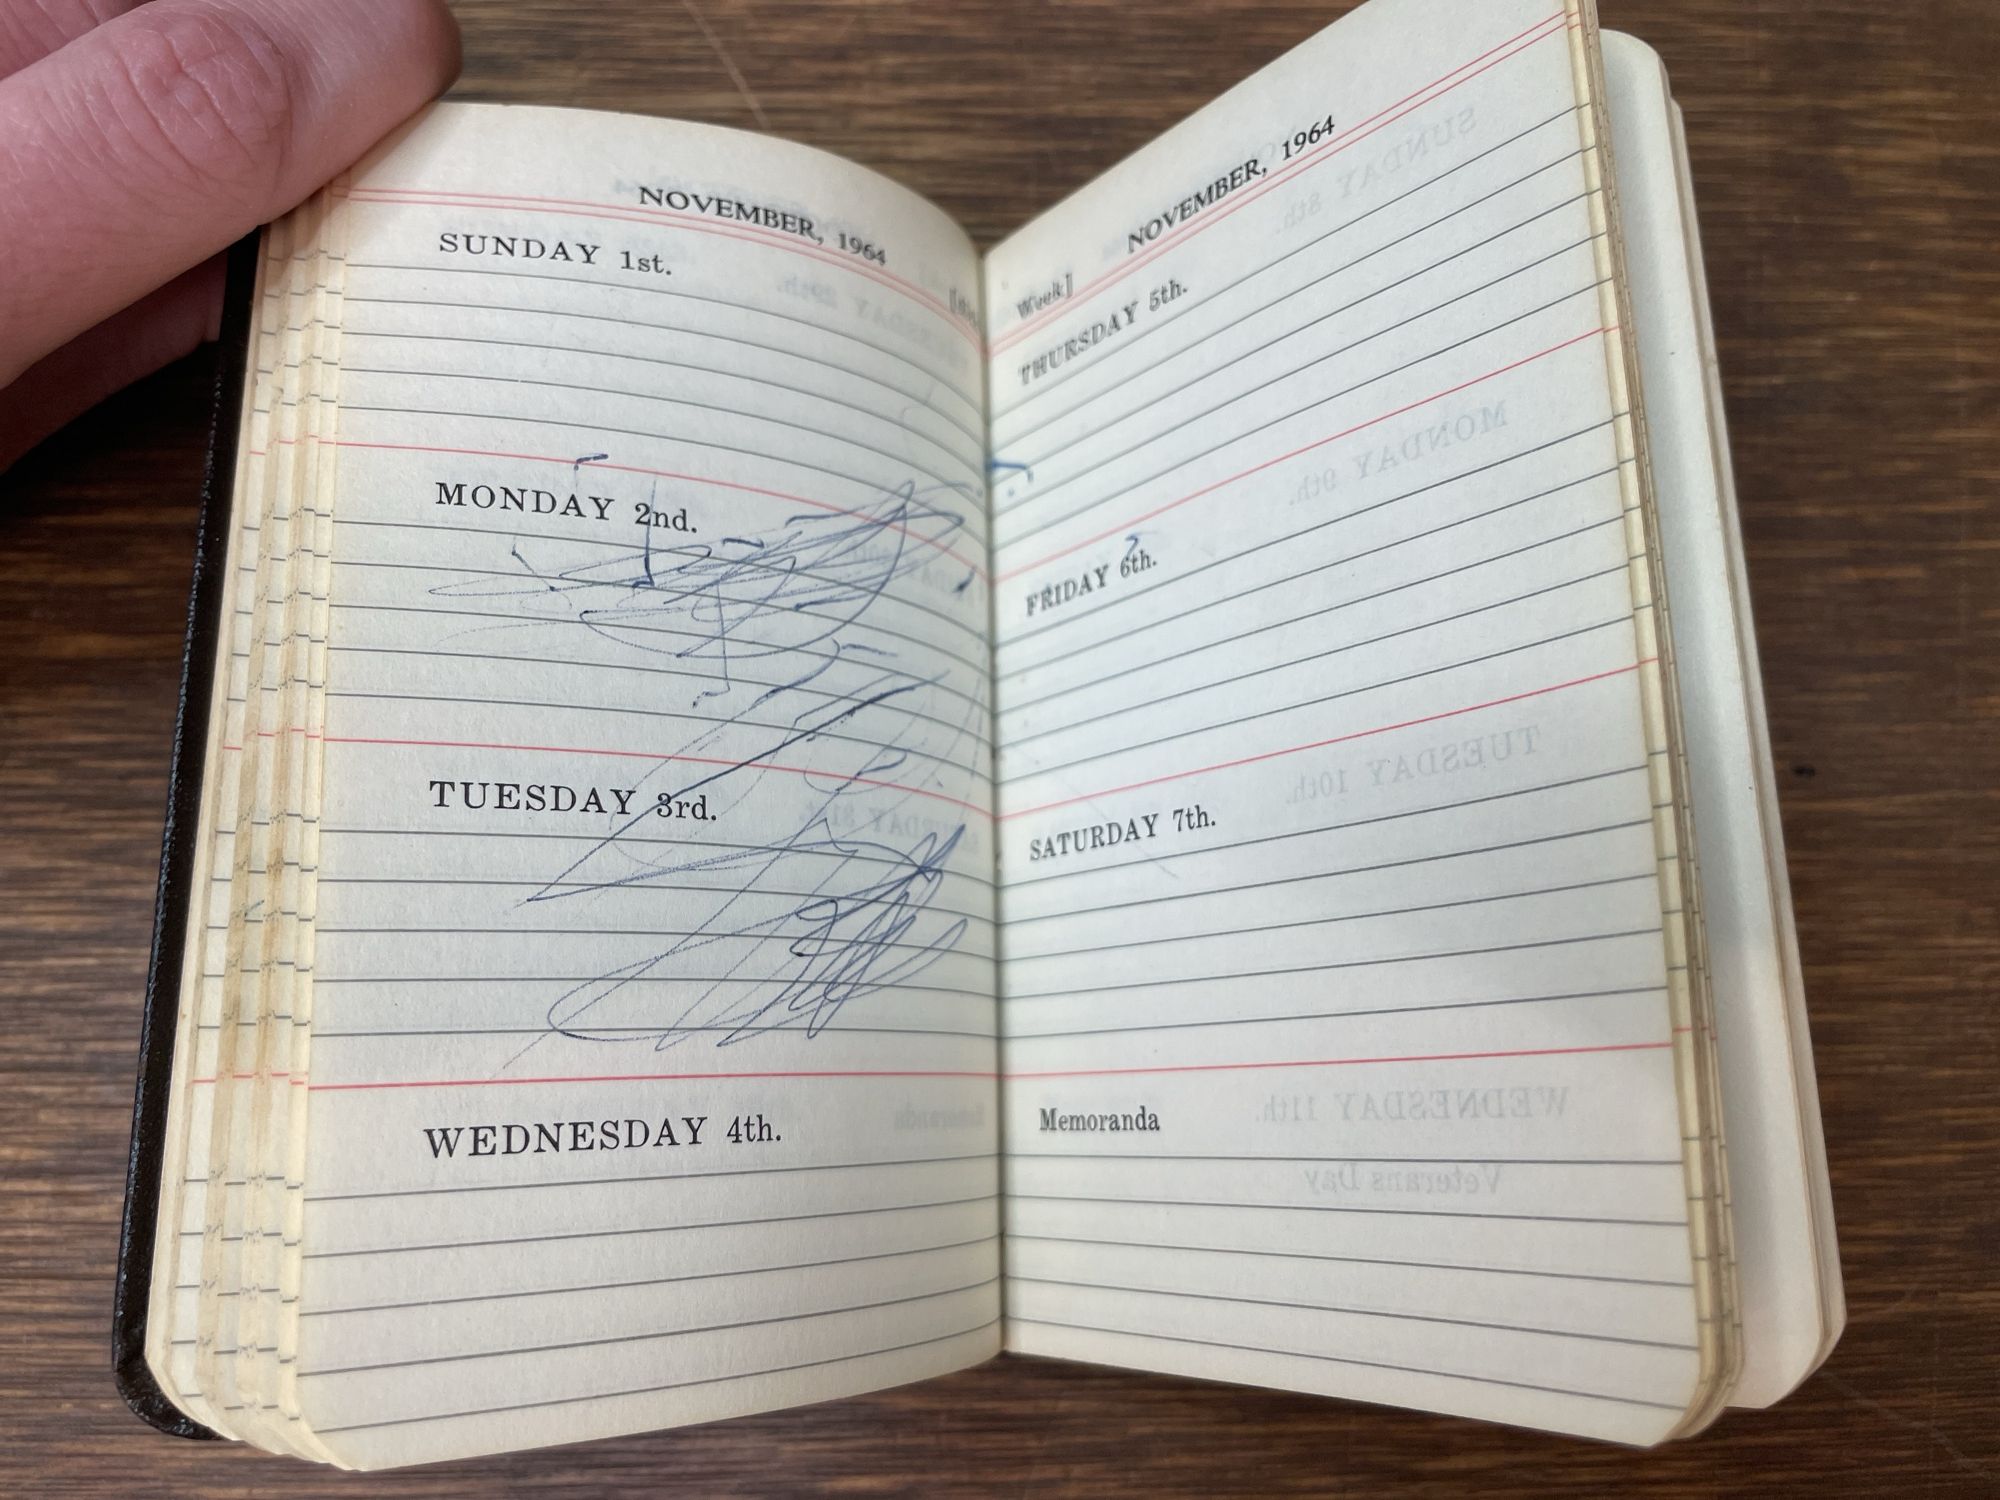 NOVEMBER, 1964
SUNDAY 1st.
MONDAY 2nd.
TUESDAY 3rd.
WEDNESDAY 4th.
NOVEMBER, 1964
Week]
THURSDAY 5th.
FRIDAY 6th.
SATURDAY 7th.
Memoranda